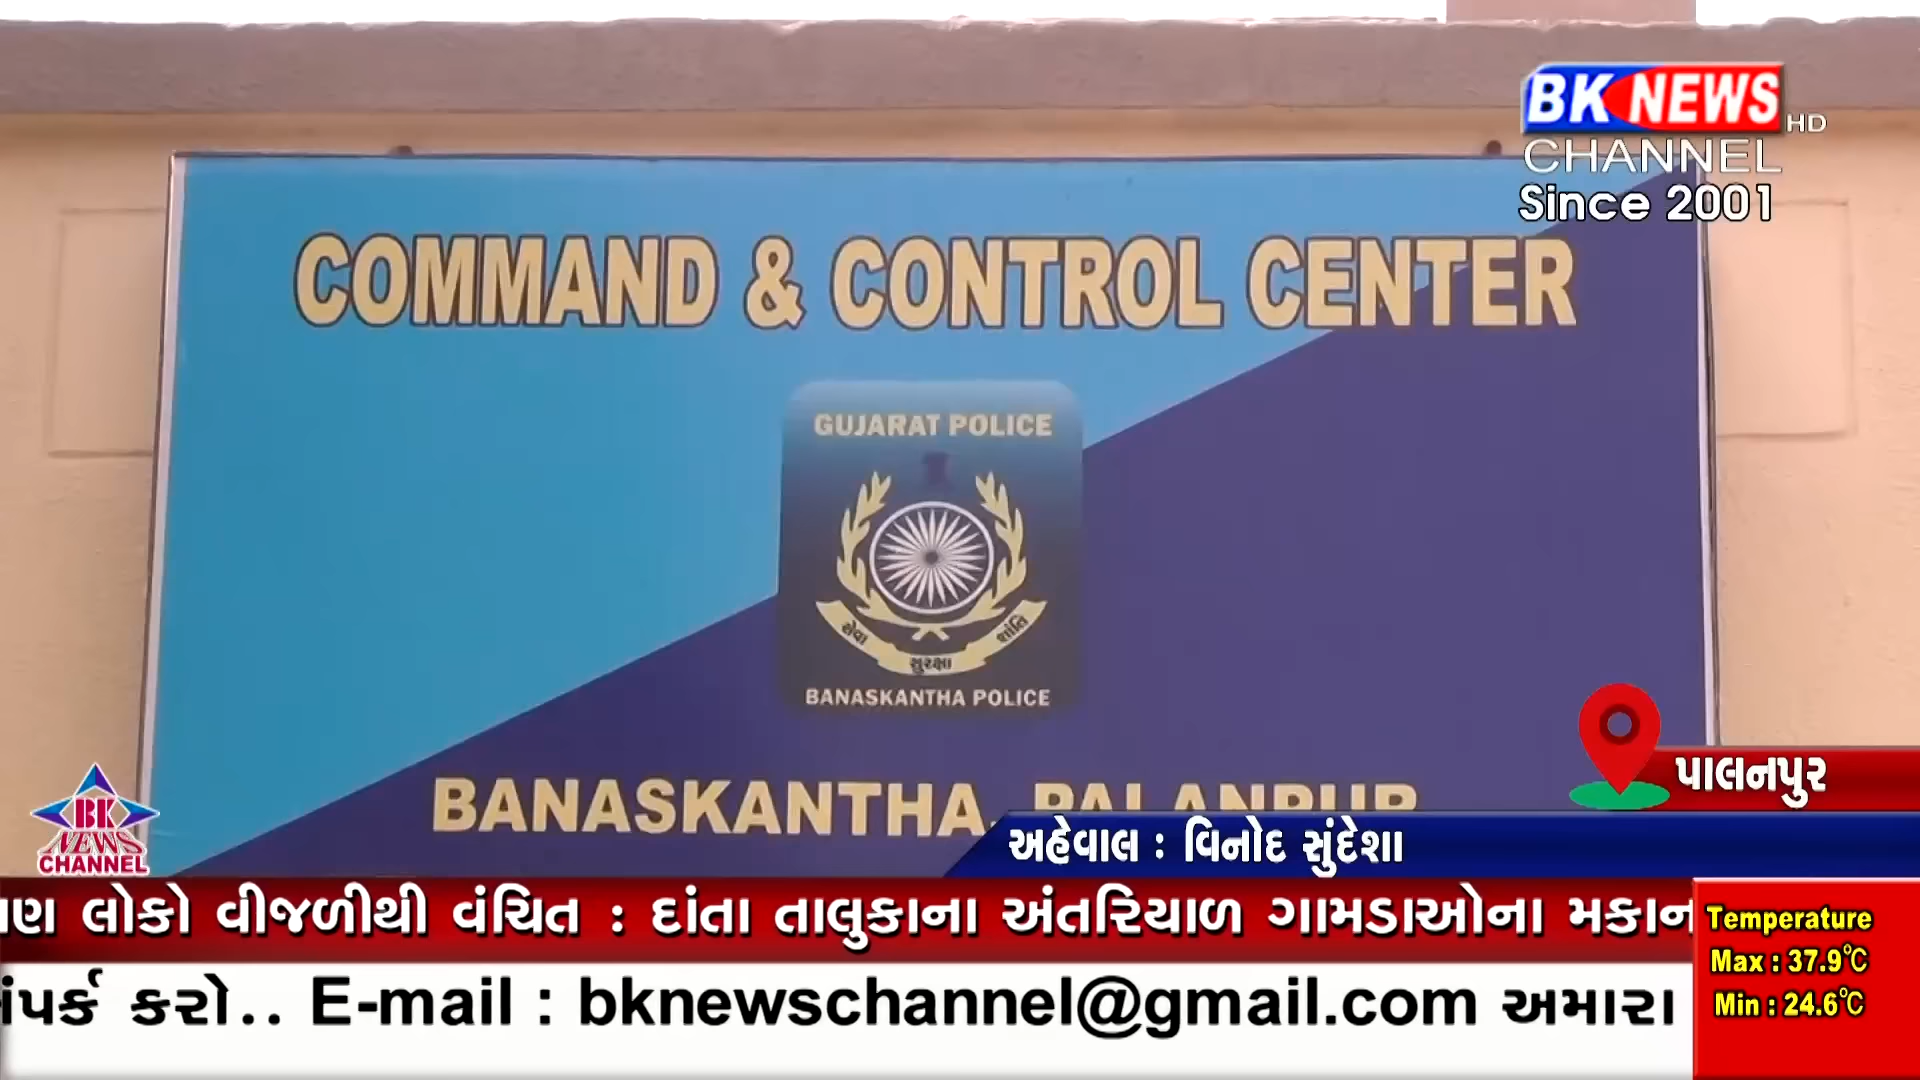 BK NEWS HD
CHANNEL
Since 2001
COMMAND & CONTROL CENTER
GUJARAT POLICE
સેવા સુરક્ષા શાંતિ
BANASKANTHA POLICE
BANASKANTHA, PALANPUR
પાલનપુર
અહેવાલ : વિનોદ સુંદેશા
BK
NEWS
CHANNEL
લોકો વીજળીથી વંચિત : દાંતા તાલુકાના અંતરિયાળ ગામડાઓના મકાન
Temperature
Max : 37.9℃
Min : 24.6℃
કરો.. E-mail : bknewschannel@gmail.com અમારા